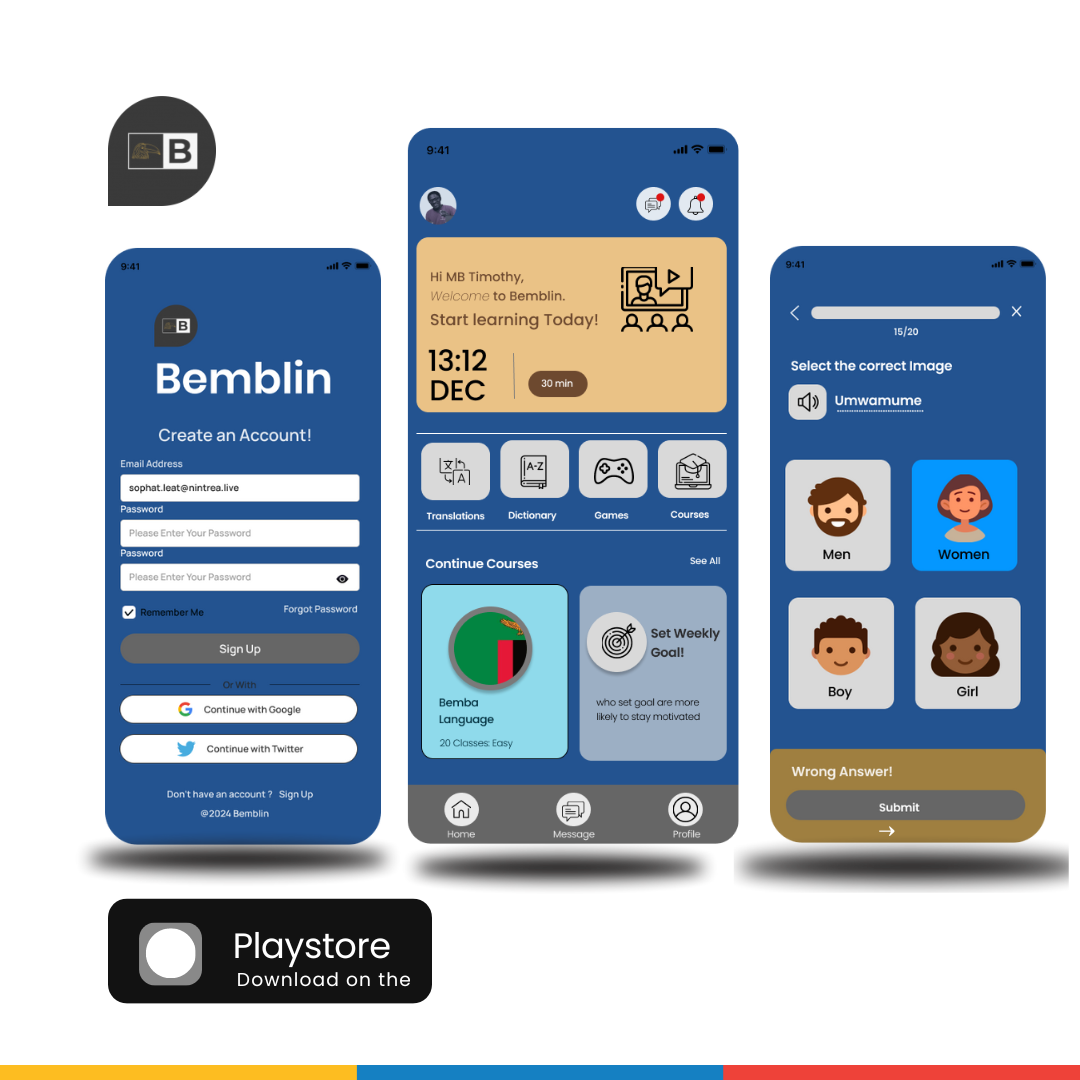 B
9:41
B
Bemblin
Create an Account!
Email Address
sophat.leat@nintrea.live
Password
Please Enter Your Password
Password
Please Enter Your Password
Remember Me
Forgot Password
Sign Up
Or With
Continue with Google
Continue with Twitter
Don't have an account ? Sign Up
@2024 Bemblin
9:41
Hi MB Timothy,
Welcome to Bemblin.
Start learning Today!
13:12
DEC
30 min
A
A-Z
Translations
Dictionary
Games
Courses
Continue Courses
See All
Bemba
Language
20 Classes: Easy
Set Weekly
Goal!
who set goal are more
likely to stay motivated
Home
Message
Profile
9:41
15/20
Select the correct Image
Umwamume
Men
Women
Boy
Girl
Wrong Answer!
Submit
Playstore
Download on the